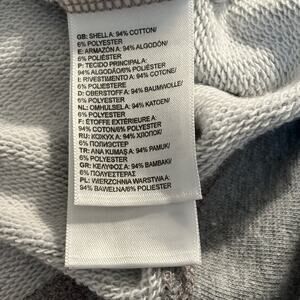 GB: SHELLA: 94% COTTON/
6% POLYESTER
E: ARMAZÓN A: 94% ALGODÓN/
6% POLIÉSTER
P: TECIDO PRINCIPAL A:
94% ALGODÃO/6% POLIÉSTER
I: RIVESTIMENTO A: 94% COTONE/
6% POLIESTERE
D: OBERSTOFF A: 94% BAUMWOLLE/
6% POLYESTER
NL: OMHULSEL A: 94% KATOEN/
6% POLYESTER
F: ÉTOFFE EXTÉRIEURE A:
94% COTON/6% POLYESTER
RU: КОЖУХ А: 94% ХЛОПОК/
6% ПОЛИЭСТЕР
TR: ANA KUMAŞ A: 94% PAMUK/
6% POLYESTER
GR: ΚΕΛΥΦΟΣ Α: 94% ΒΑΜΒΑΚΙ/
6% ΠΟΛΥΕΣΤΕΡΑΣ
PL: WIERZCHNIA WARSTWA A:
94% BAWEŁNA/6% POLIESTER